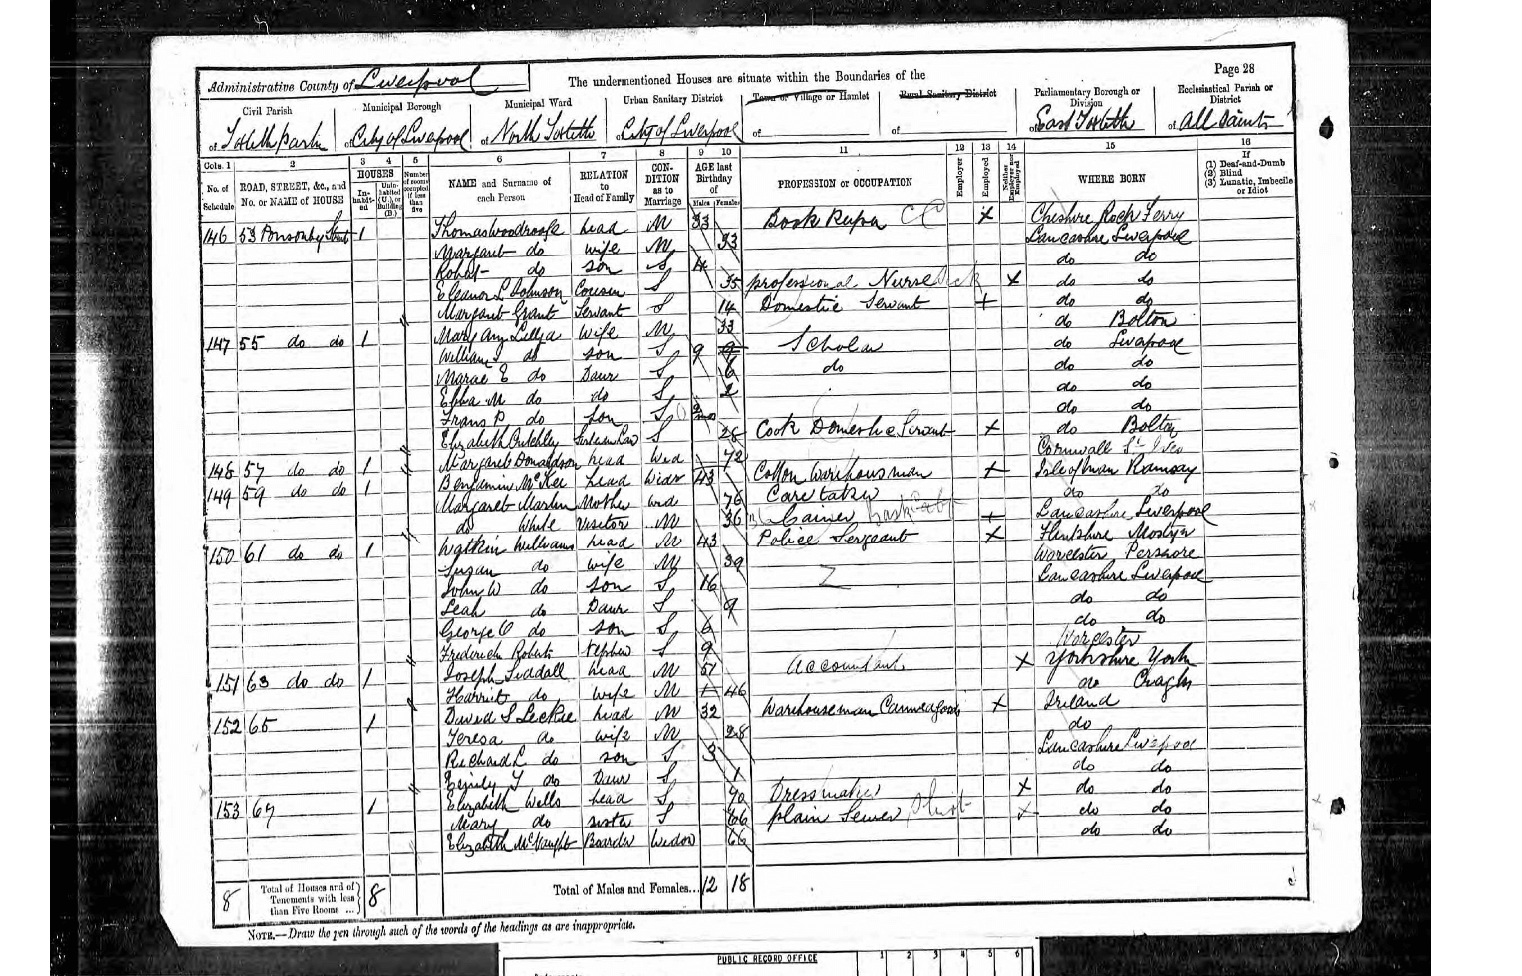 Administrative County of Liverpool
The undermentioned Houses are situate within the Boundaries of the
Page 28
Civil Parish
Municipal Borough
Municipal Ward
Urban Sanitary District
Town or Village or Hamlet
Rural Sanitary District
Parliamentary Borough or Division
Ecclesiastical Parish or District
of Toxteth Park
of City of Liverpool
of North Toxteth
of City of Liverpool
of
of
of East Toxteth
of All Saints
Cols. 1 2 3 4 5 6 7 8 9 10 11 12 13 14 15 16
No. of Schedule
ROAD, STREET, &c., and No. or NAME of HOUSE
HOUSES
In-habit-ed
Unin-habited (U.), or Building (B.)
Number of rooms occupied if less than five
NAME and Surname of each Person
RELATION to Head of Family
CON-DITION as to Marriage
AGE last Birthday of
Males Females
PROFESSION or OCCUPATION
Employer
Employed
Neither Employer nor Employed
WHERE BORN
If
(1) Deaf-and-Dumb
(2) Blind
(3) Lunatic, Imbecile or Idiot
146 53 Ponsonby Street 1 Thomas Woodroofe head M 33 Book Keeper X Cheshire Rock Ferry
Margaret do wife M 33 Lancashire Liverpool
Robert do son S 4 do do
Eleanor L Johnson Cousin S 35 professional Nurse Sick X do do
Margaret Grant Servant S 14 Domestic Servant X do do
147 55 do do 1 Mary Ann Lillja Wife M 33 do Bolton
William do son S 9 Scholar do Liverpool
E do Daur S 6 do do do
Ebba M do do S 2 do do
Frans P do son S do do
Elizabeth Critchley Sister in Law S 28 Cook Domestic Servant X do Bolton
148 57 do do 1 Margaret Donaldson head Wid 72 Cornwall St Ives
149 59 do do 1 Benjamin McKee head Widr 43 Cotton Warehousman X Isle of Man Ramsay
Margaret Martin Mother wid 76 Caretaker do do
do White Visitor M 36 X Lancashire Liverpool
150 61 do do 1 Watkin Williams head M 43 Police Sergeant X Flintshire Mostyn
Susan do wife M 39 Worcester Pershore
John W do son S 16 Lancashire Liverpool
Leah do Daur S 9 do do
George O do son S 6 do do
Frederick Roberts Nephew S 9 Worcester
151 63 do do 1 Joseph Siddall head M 51 Accountant X Yorkshire York
Harriet do wife M 46 do
152 65 1 David S Leckie head M 32 Warehouseman Canned goods X Ireland
Teresa do wife M 28 do
Richard L do son S 3 Lancashire Liverpool
Emily T do Daur S 1 do do
153 67 1 Elizabeth Wells head S 70 Dressmaker X do do
Mary do sister S 66 plain Sewer Shirt X do do
Elizabeth McVaught Boarder Widow 66 do do
8 Total of Houses and of Tenements with less than Five Rooms ... 8 Total of Males and Females... 12 18
NOTE.—Draw the pen through such of the words of the headings as are inappropriate.
PUBLIC RECORD OFFICE 1 2 3 4 5 6